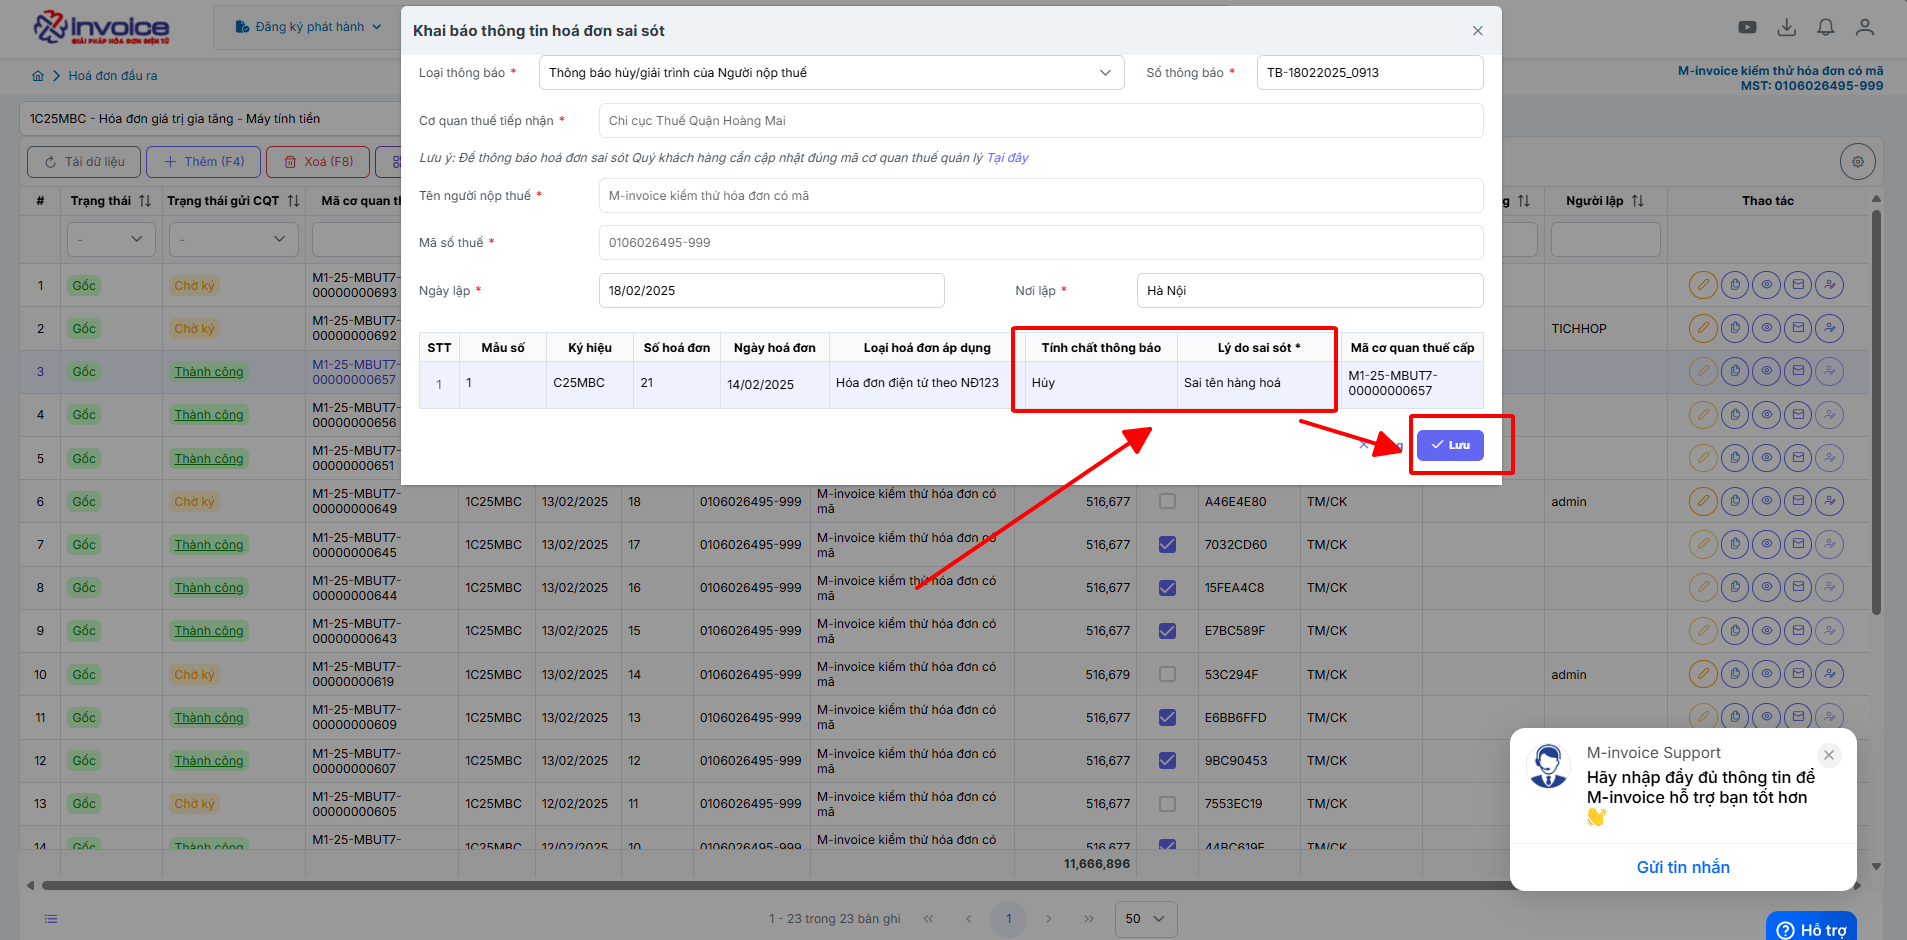 invoice
GIẢI PHÁP HÓA ĐƠN ĐIỆN TỬ
Đăng ký phát hành
Hoá đơn đầu ra
M-invoice kiểm thử hóa đơn có mã
MST: 0106026495-999
1C25MBC - Hóa đơn giá trị gia tăng - Máy tính tiền
Tải dữ liệu
Thêm (F4)
Xoá (F8)
Khai báo thông tin hoá đơn sai sót
Loại thông báo *
Thông báo hủy/giải trình của Người nộp thuế
Số thông báo *
TB-18022025_0913
Cơ quan thuế tiếp nhận *
Chi cục Thuế Quận Hoàng Mai
Lưu ý: Để thông báo hoá đơn sai sót Quý khách hàng cần cập nhật đúng mã cơ quan thuế quản lý Tại đây
Tên người nộp thuế *
M-invoice kiểm thử hóa đơn có mã
Mã số thuế *
0106026495-999
Ngày lập *
18/02/2025
Nơi lập *
Hà Nội
STT Mẫu số Ký hiệu Số hoá đơn Ngày hoá đơn Loại hoá đơn áp dụng Tính chất thông báo Lý do sai sót * Mã cơ quan thuế cấp
1 1 C25MBC 21 14/02/2025 Hóa đơn điện tử theo NĐ123 Hủy Sai tên hàng hoá M1-25-MBUT7-
00000000657
Lưu
# Trạng thái Trạng thái gửi CQT Mã cơ quan th g Người lập Thao tác
- -
1 Gốc Chờ ký M1-25-MBUT7-
00000000693
2 Gốc Chờ ký M1-25-MBUT7-
00000000692 TICHHOP
3 Gốc Thành công M1-25-MBUT7-
00000000657
4 Gốc Thành công M1-25-MBUT7-
00000000656
5 Gốc Thành công M1-25-MBUT7-
00000000651
6 Gốc Chờ ký M1-25-MBUT7-
00000000649 1C25MBC 13/02/2025 18 0106026495-999 M-invoice kiểm thử hóa đơn có
mã 516,677 A46E4E80 TM/CK admin
7 Gốc Thành công M1-25-MBUT7-
00000000645 1C25MBC 13/02/2025 17 0106026495-999 M-invoice kiểm thử hóa đơn có
mã 516,677 7032CD60 TM/CK
8 Gốc Thành công M1-25-MBUT7-
00000000644 1C25MBC 13/02/2025 16 0106026495-999 M-invoice kiểm thử hóa đơn có
mã 516,677 15FEA4C8 TM/CK
9 Gốc Thành công M1-25-MBUT7-
00000000643 1C25MBC 13/02/2025 15 0106026495-999 M-invoice kiểm thử hóa đơn có
mã 516,677 E7BC589F TM/CK
10 Gốc Chờ ký M1-25-MBUT7-
00000000619 1C25MBC 13/02/2025 14 0106026495-999 M-invoice kiểm thử hóa đơn có
mã 516,679 53C294F TM/CK admin
11 Gốc Thành công M1-25-MBUT7-
00000000609 1C25MBC 13/02/2025 13 0106026495-999 M-invoice kiểm thử hóa đơn có
mã 516,677 E6BB6FFD TM/CK
12 Gốc Thành công M1-25-MBUT7-
00000000607 1C25MBC 13/02/2025 12 0106026495-999 M-invoice kiểm thử hóa đơn có
mã 516,677 9BC90453 TM/CK
13 Gốc Chờ ký M1-25-MBUT7-
00000000605 1C25MBC 12/02/2025 11 0106026495-999 M-invoice kiểm thử hóa đơn có
mã 516,677 7553EC19 TM/CK
14 Gốc Thành công M1-25-MBUT7- 1C25MBC 12/02/2025 10 0106026495-999 M-invoice kiểm thử hóa đơn có 516,677 44BC619F TM/CK
11,666,896
1 - 23 trong 23 bản ghi
1
50
M-invoice Support
Hãy nhập đầy đủ thông tin để
M-invoice hỗ trợ bạn tốt hơn
Gửi tin nhắn
Hỗ trợ